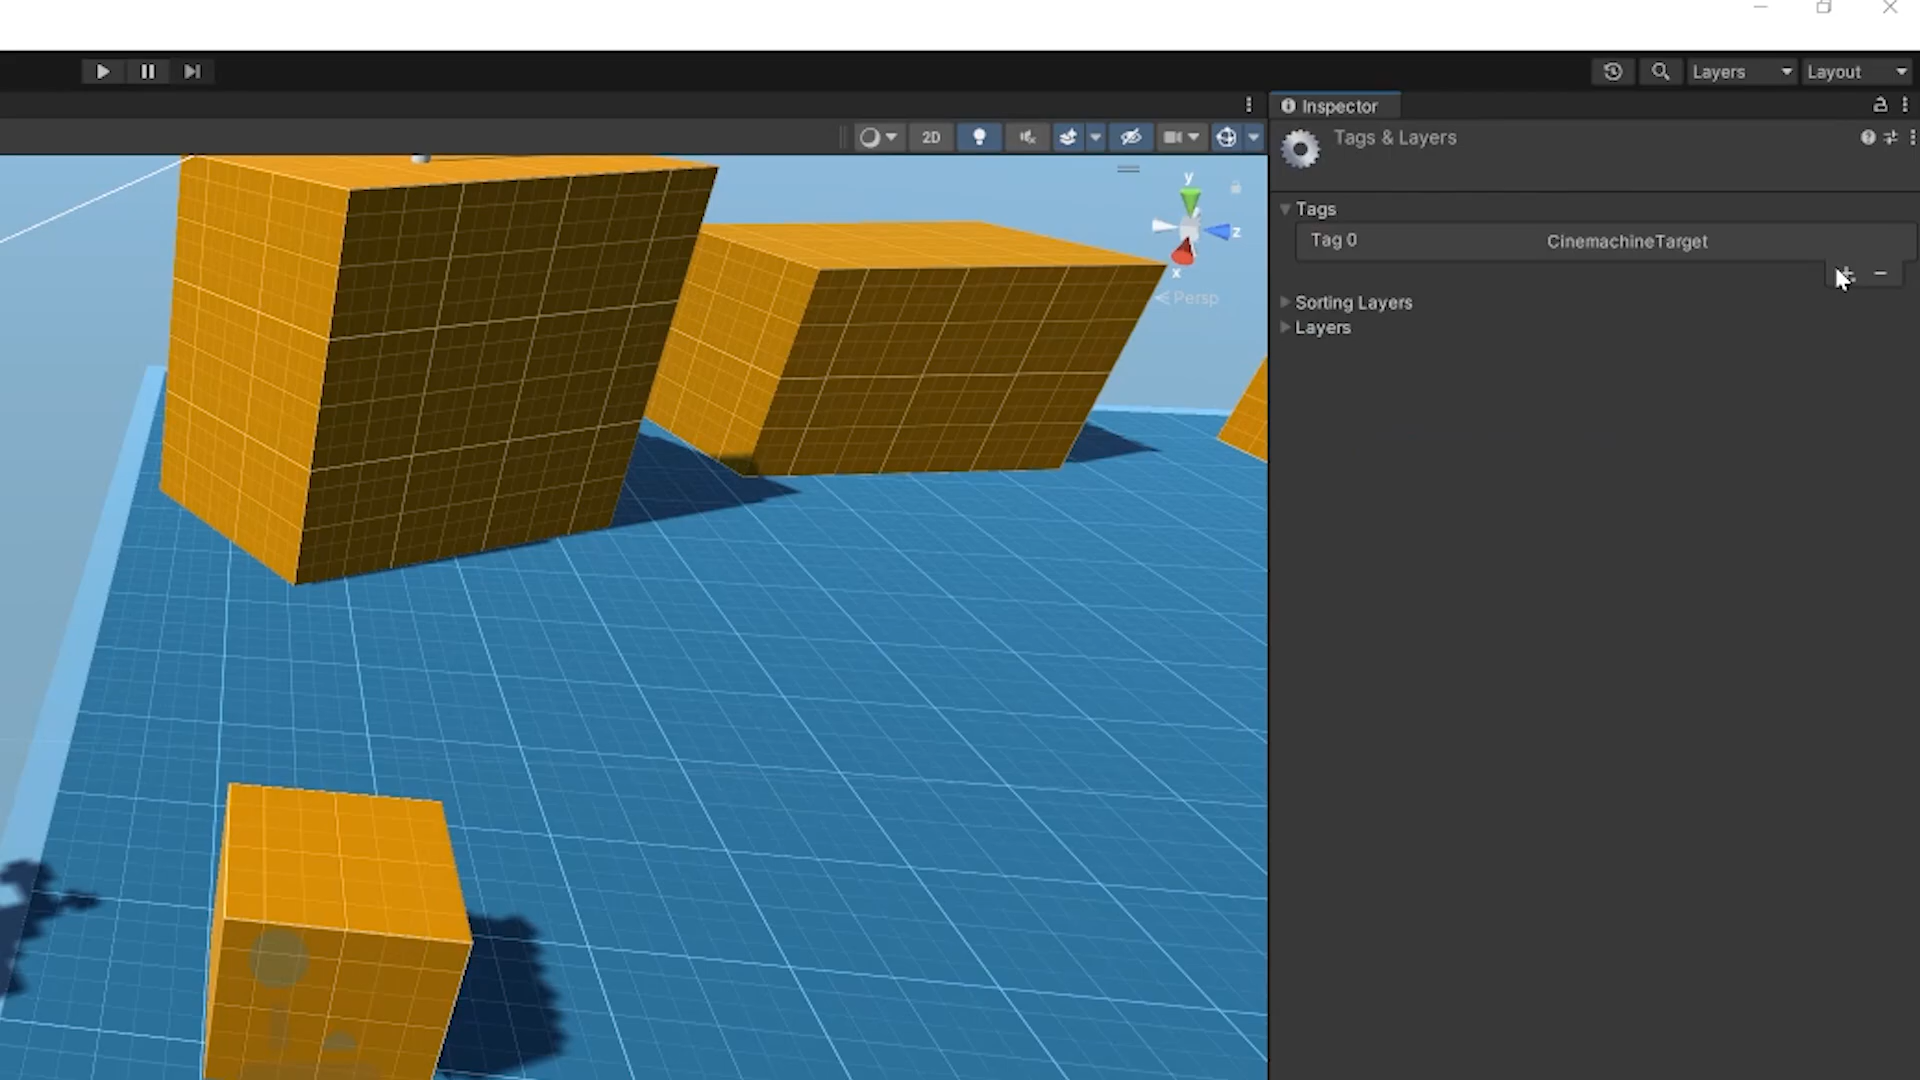 Layers
Layout
Inspector
2D
Tags & Layers
y
z
x
Persp
Tags
Tag 0
CinemachineTarget
Sorting Layers
Layers